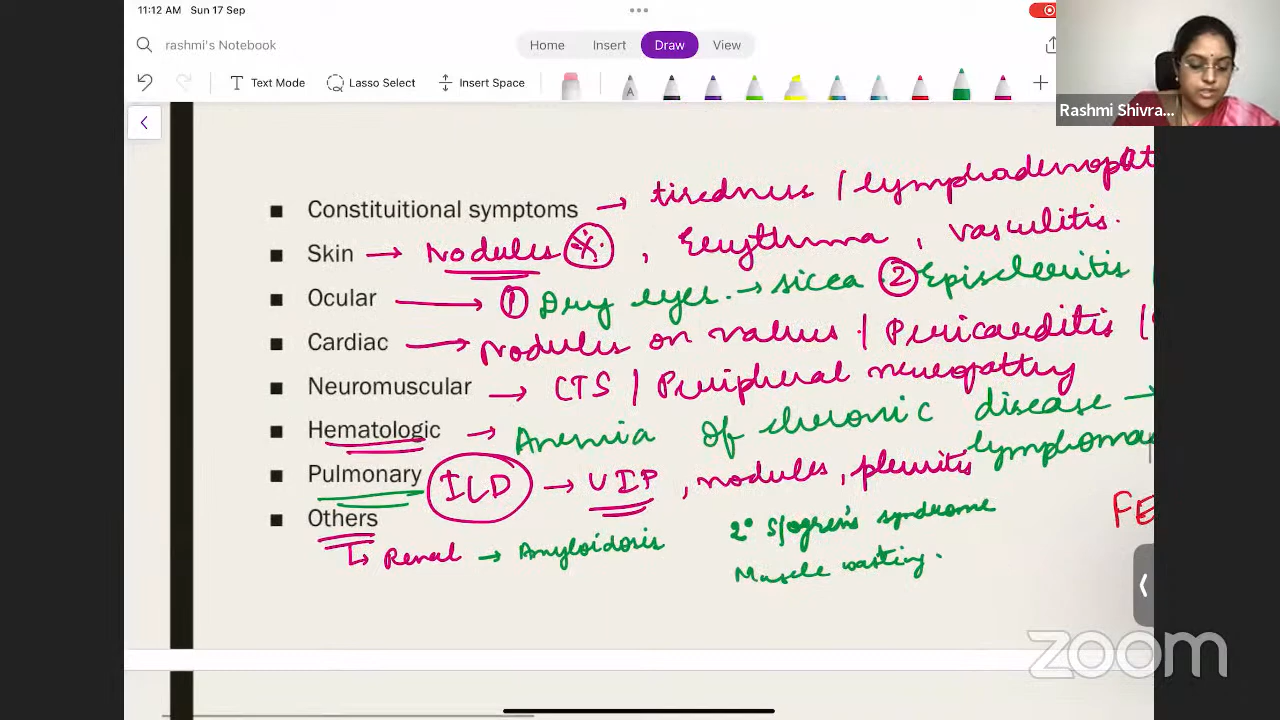 11:12 AM Sun 17 Sep
rashmi's Notebook
Home Insert Draw View
Text Mode Lasso Select Insert Space
A
Rashmi Shivra...
Constituitional symptoms → tiredness / lymphadenopat
Skin → Nodules , Erythema , vasculitis.
Ocular → ① Dry eyes. → sicca ② Episcleritis
Cardiac → Nodules on valves / Pericarditis /
Neuromuscular → CTS / Peripheral neuropathy
Hematologic → Anemia of chronic disease →
lymphoma
Pulmonary ILD → UIP , nodules, pleuritis
Others
↳ Renal → Amyloidosis
2° Sjogren's syndrome
Muscle wasting.
FE
zoom